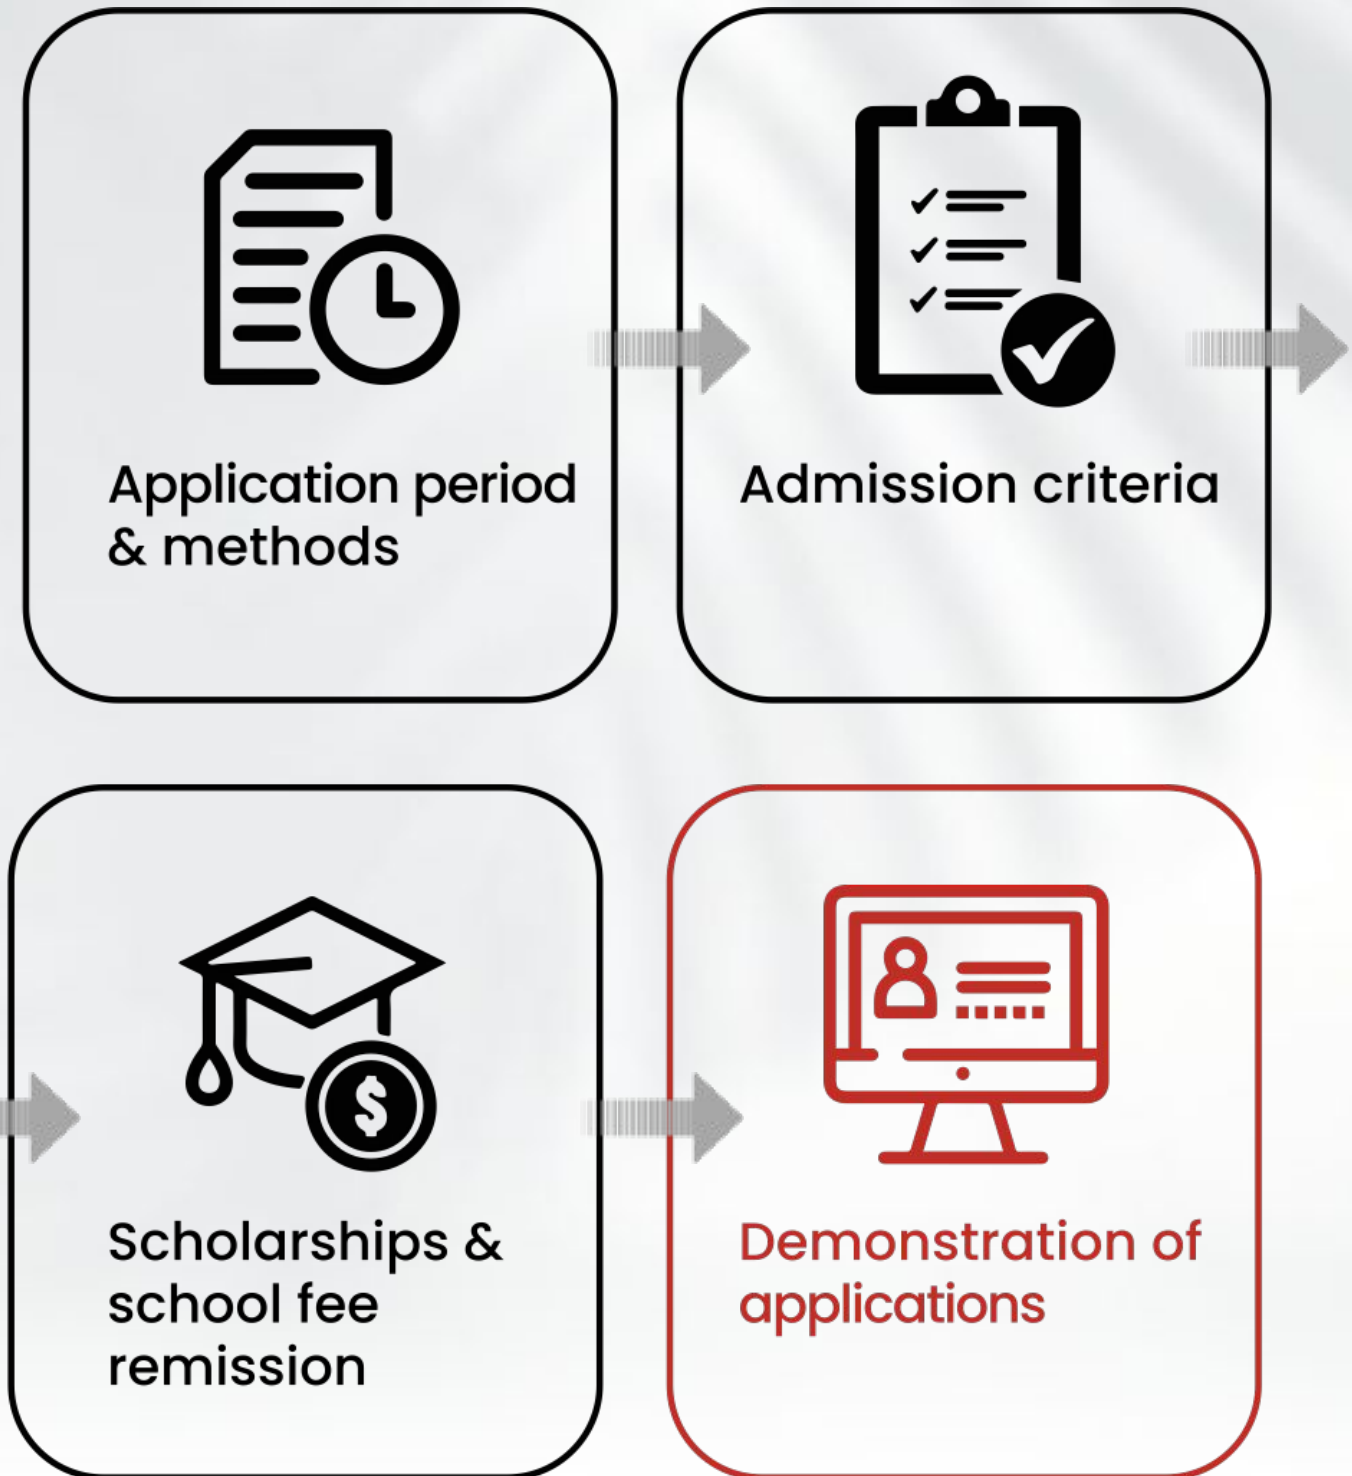 Application period
& methods
Admission criteria
Scholarships &
school fee
remission
Demonstration of
applications